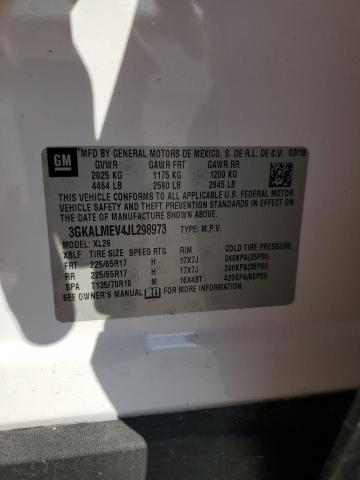 GM
MFD BY GENERAL MOTORS DE MEXICO, S. DE R.L. DE C.V. 02/18
GVWR GAWR FRT GAWR RR
2025 KG 1175 KG 1200 KG
4464 LB 2590 LB 2645 LB
THIS VEHICLE CONFORMS TO ALL APPLICABLE U.S. FEDERAL MOTOR
VEHICLE SAFETY, BUMPER, AND THEFT PREVENTION STANDARDS IN
EFFECT ON THE DATE OF MANUFACTURE SHOWN ABOVE.
3GKALMEV4JL298973 TYPE: M.P.V.
MODEL: XL26
XBLF TIRE SIZE SPEED RTG RIM COLD TIRE PRESSURE
FRT 225/65R17 H 17X7J 240KPA(35PSI)
RR 225/65R17 H 17X7J 240KPA(35PSI)
SPA T135/70R16 M 16X4BT 420KPA(60PSI)
SEE OWNER'S MANUAL FOR MORE INFORMATION.